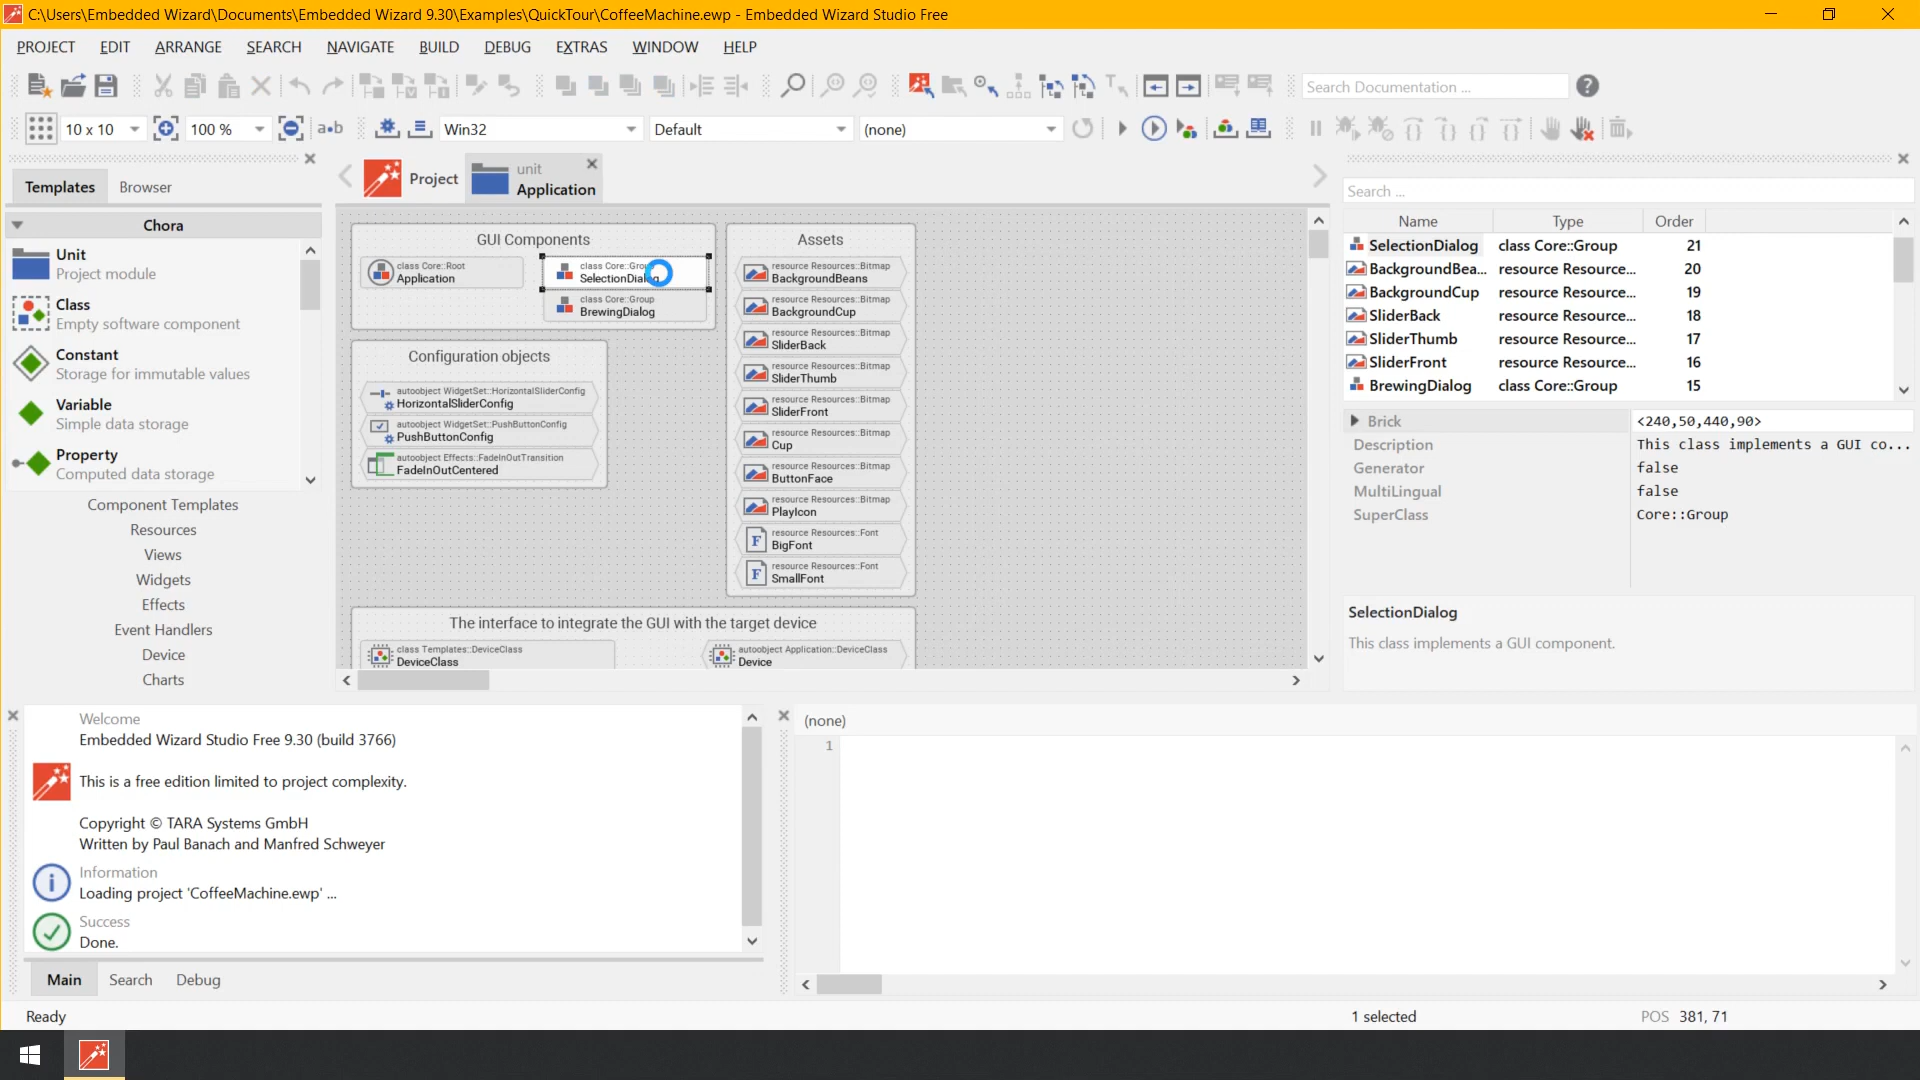 C:\Users\Embedded Wizard\Documents\Embedded Wizard 9.30\Examples\QuickTour\CoffeeMachine.ewp - Embedded Wizard Studio Free
PROJECT EDIT ARRANGE SEARCH NAVIGATE BUILD DEBUG EXTRAS WINDOW HELP
Search Documentation ...
10 x 10 100 % a•b Win32 Default (none)
Templates Browser
Project
unit
Application
Search ...
Chora
Unit
Project module
Class
Empty software component
Constant
Storage for immutable values
Variable
Simple data storage
Property
Computed data storage
Component Templates
Resources
Views
Widgets
Effects
Event Handlers
Device
Charts
GUI Components
class Core::Root
Application
class Core::Grou
SelectionDialog
class Core::Group
BrewingDialog
Configuration objects
autoobject WidgetSet::HorizontalSliderConfig
HorizontalSliderConfig
autoobject WidgetSet::PushButtonConfig
PushButtonConfig
autoobject Effects::FadeInOutTransition
FadeInOutCentered
Assets
resource Resources::Bitmap
BackgroundBeans
resource Resources::Bitmap
BackgroundCup
resource Resources::Bitmap
SliderBack
resource Resources::Bitmap
SliderThumb
resource Resources::Bitmap
SliderFront
resource Resources::Bitmap
Cup
resource Resources::Bitmap
ButtonFace
resource Resources::Bitmap
PlayIcon
resource Resources::Font
BigFont
resource Resources::Font
SmallFont
The interface to integrate the GUI with the target device
class Templates::DeviceClass
DeviceClass
autoobject Application::DeviceClass
Device
Name Type Order
SelectionDialog class Core::Group 21
BackgroundBea... resource Resource... 20
BackgroundCup resource Resource... 19
SliderBack resource Resource... 18
SliderThumb resource Resource... 17
SliderFront resource Resource... 16
BrewingDialog class Core::Group 15
Brick <240,50,440,90>
Description This class implements a GUI co...
Generator false
MultiLingual false
SuperClass Core::Group
SelectionDialog
This class implements a GUI component.
Welcome
Embedded Wizard Studio Free 9.30 (build 3766)
This is a free edition limited to project complexity.
Copyright © TARA Systems GmbH
Written by Paul Banach and Manfred Schweyer
Information
Loading project 'CoffeeMachine.ewp' ...
Success
Done.
Main Search Debug
(none)
1
Ready 1 selected POS 381, 71